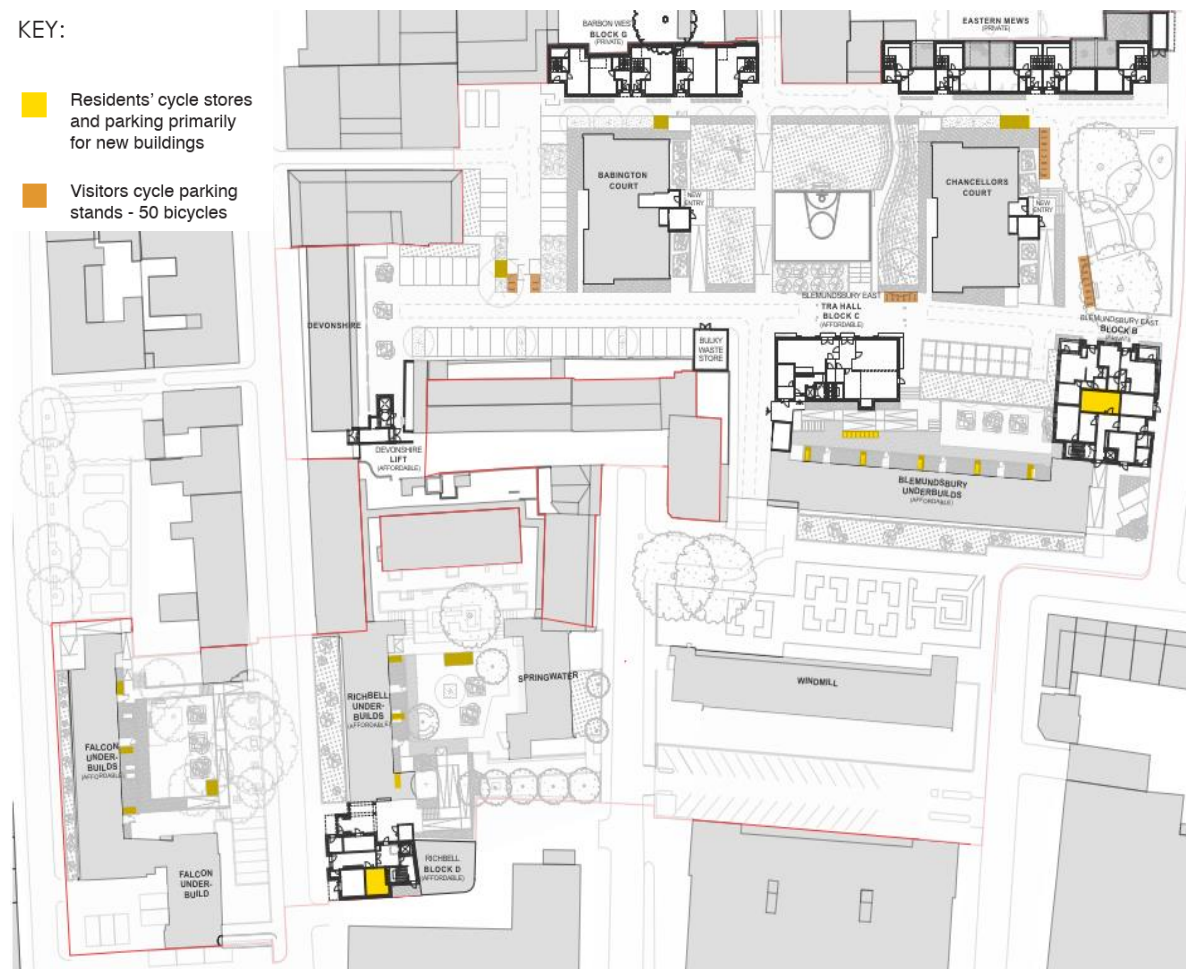 KEY:
Residents' cycle stores
and parking primarily
for new buildings
Visitors cycle parking
stands - 50 bicycles
BARBON WEST
BLOCK G
(PRIVATE)
EASTERN MEWS
(PRIVATE)
BABINGTON
COURT
NEW
ENTRY
CHANCELLORS
COURT
NEW
ENTRY
DEVONSHIRE
BLEMUNDSBURY EAST
TRA HALL
BLOCK C
(AFFORDABLE)
BLEMUNDSBURY EAST
BLOCK B
(PRIVATE)
BULKY
WASTE
STORE
DEVONSHIRE
LIFT
(AFFORDABLE)
BLEMUNDSBURY
UNDERBUILDS
(AFFORDABLE)
SPRINGWATER
WINDMILL
RICHBELL
UNDER-
BUILDS
(AFFORDABLE)
FALCON
UNDER-
BUILDS
(AFFORDABLE)
RICHBELL
BLOCK D
(AFFORDABLE)
FALCON
UNDER-
BUILD